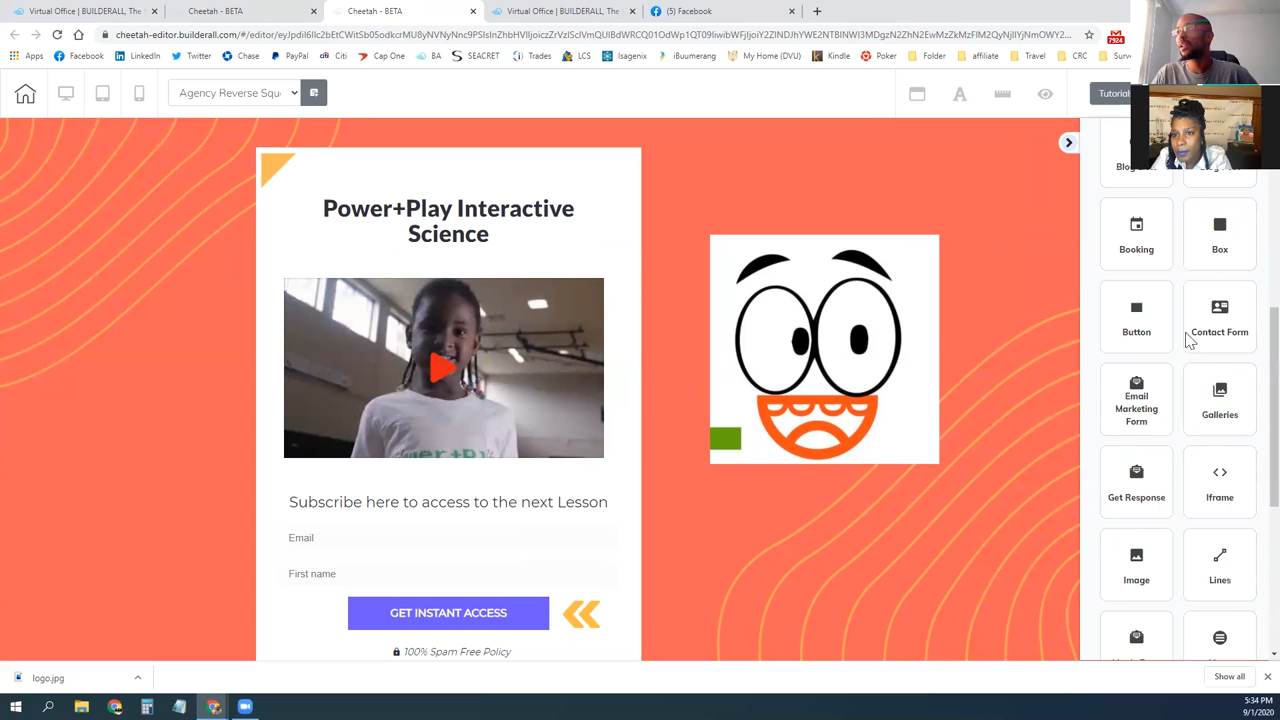 Virtual Office | BUILDERALL, The
Cheetah - BETA
Cheetah - BETA
Virtual Office | BUILDERALL, The
(5) Facebook
Apps
Facebook
LinkedIn
Twitter
Chase
PayPal
Citi
Cap One
BA
SEACRET
Trades
LCS
Isagenix
iBuumerang
My Home (DVU)
Kindle
Poker
Folder
affiliate
Travel
CRC
7924
Agency Reverse Squ
Tutorial
Power+Play Interactive
Science
Subscribe here to access to the next Lesson
Email
First name
GET INSTANT ACCESS
100% Spam Free Policy
Booking
Box
Button
Contact Form
Email
Marketing
Form
Galleries
Get Response
Iframe
Image
Lines
logo.jpg
Show all
5:34 PM
9/1/2020